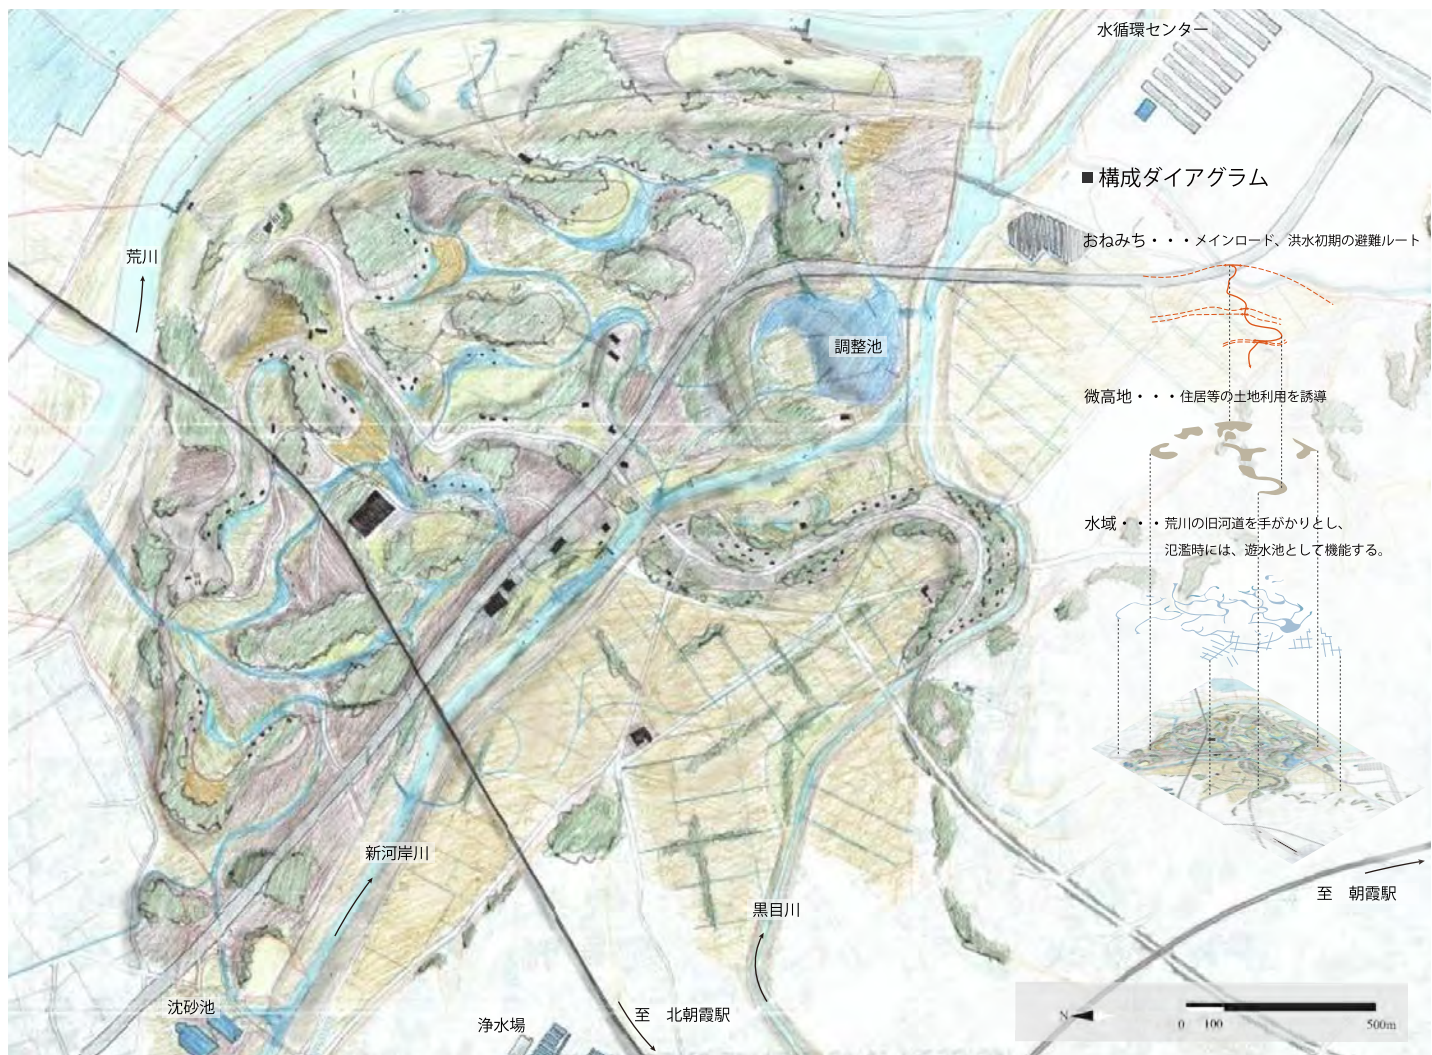 水循環センター
■構成ダイアグラム
おねみち・・・メインロード、洪水初期の避難ルート
荒川
調整池
微高地・・・住居等の土地利用を誘導
水域・・・荒川の旧河道を手がかりとし、
氾濫時には、遊水池として機能する。
新河岸川
黒目川
至　朝霞駅
沈砂池
浄水場
至　北朝霞駅
N
0 100 500m